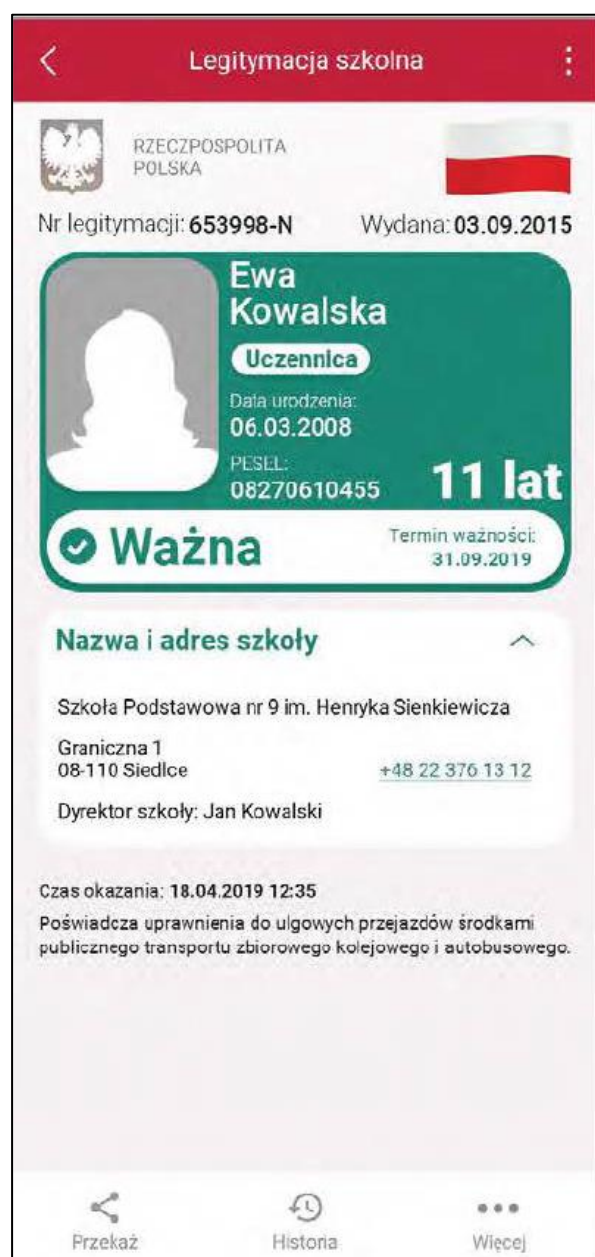 Legitymacja szkolna
RZECZPOSPOLITA
POLSKA
Nr legitymacji: 653998-N Wydana: 03.09.2015
Ewa
Kowalska
Uczennica
Data urodzenia:
06.03.2008
PESEL:
08270610455
11 lat
Ważna
Termin ważności:
31.09.2019
Nazwa i adres szkoły
Szkoła Podstawowa nr 9 im. Henryka Sienkiewicza
Graniczna 1
08-110 Siedlce +48 22 376 13 12
Dyrektor szkoły: Jan Kowalski
Czas okazania: 18.04.2019 12:35
Poświadcza uprawnienia do ulgowych przejazdów środkami
publicznego transportu zbiorowego kolejowego i autobusowego.
Przekaż Historia Więcej